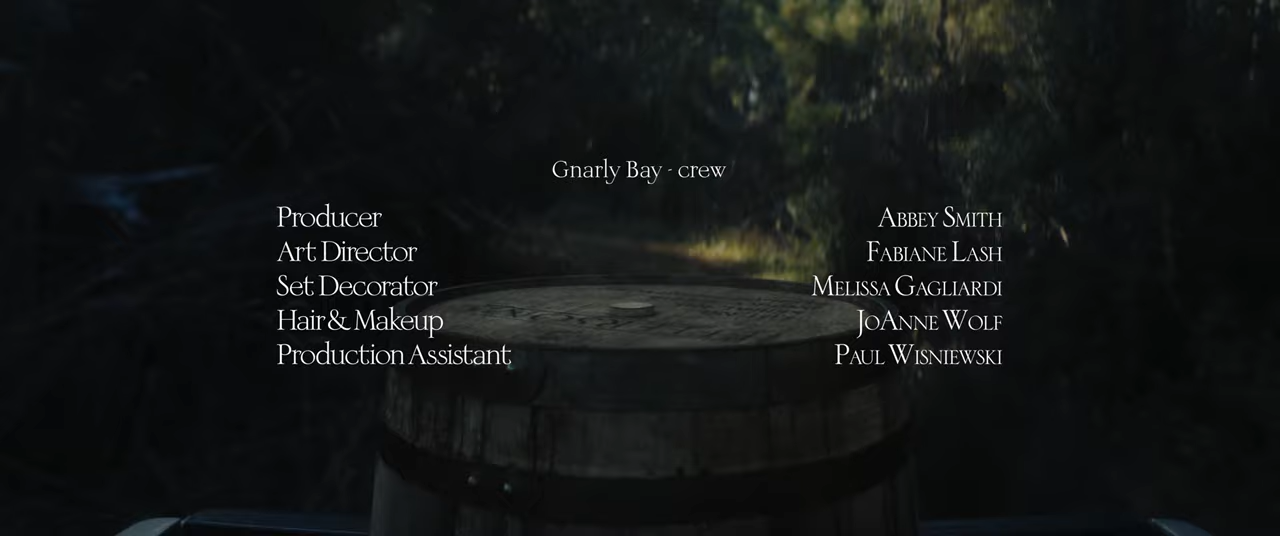 Gnarly Bay - crew
Producer Abbey Smith
Art Director Fabiane Lash
Set Decorator Melissa Gagliardi
Hair & Makeup JoAnne Wolf
Production Assistant Paul Wisniewski